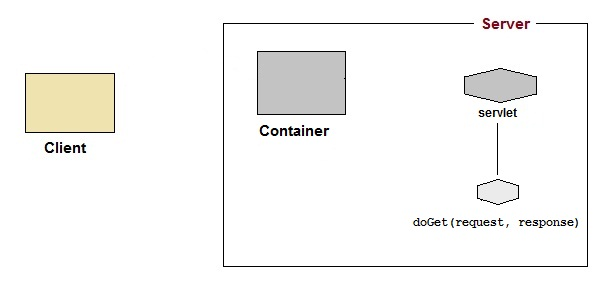 Server
Container
Client
servlet
doGet(request, response)